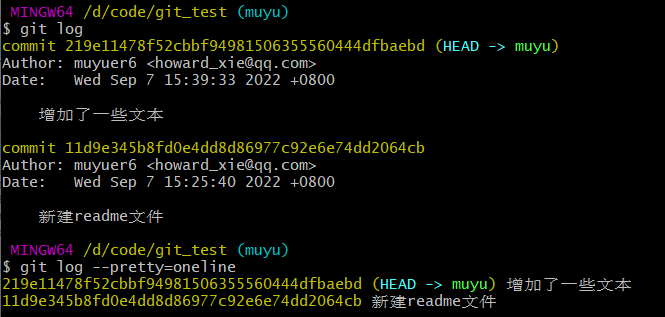 MINGW64 /d/code/git_test (muyu)
$ git log
commit 219e11478f52cbbf94981506355560444dfbaebd (HEAD -> muyu)
Author: muyuer6 <howard_xie@qq.com>
Date:   Wed Sep 7 15:39:33 2022 +0800
增加了一些文本
commit 11d9e345b8fd0e4dd8d86977c92e6e74dd2064cb
Author: muyuer6 <howard_xie@qq.com>
Date:   Wed Sep 7 15:25:40 2022 +0800
新建readme文件
MINGW64 /d/code/git_test (muyu)
$ git log --pretty=oneline
219e11478f52cbbf94981506355560444dfbaebd (HEAD -> muyu) 增加了一些文本
11d9e345b8fd0e4dd8d86977c92e6e74dd2064cb 新建readme文件